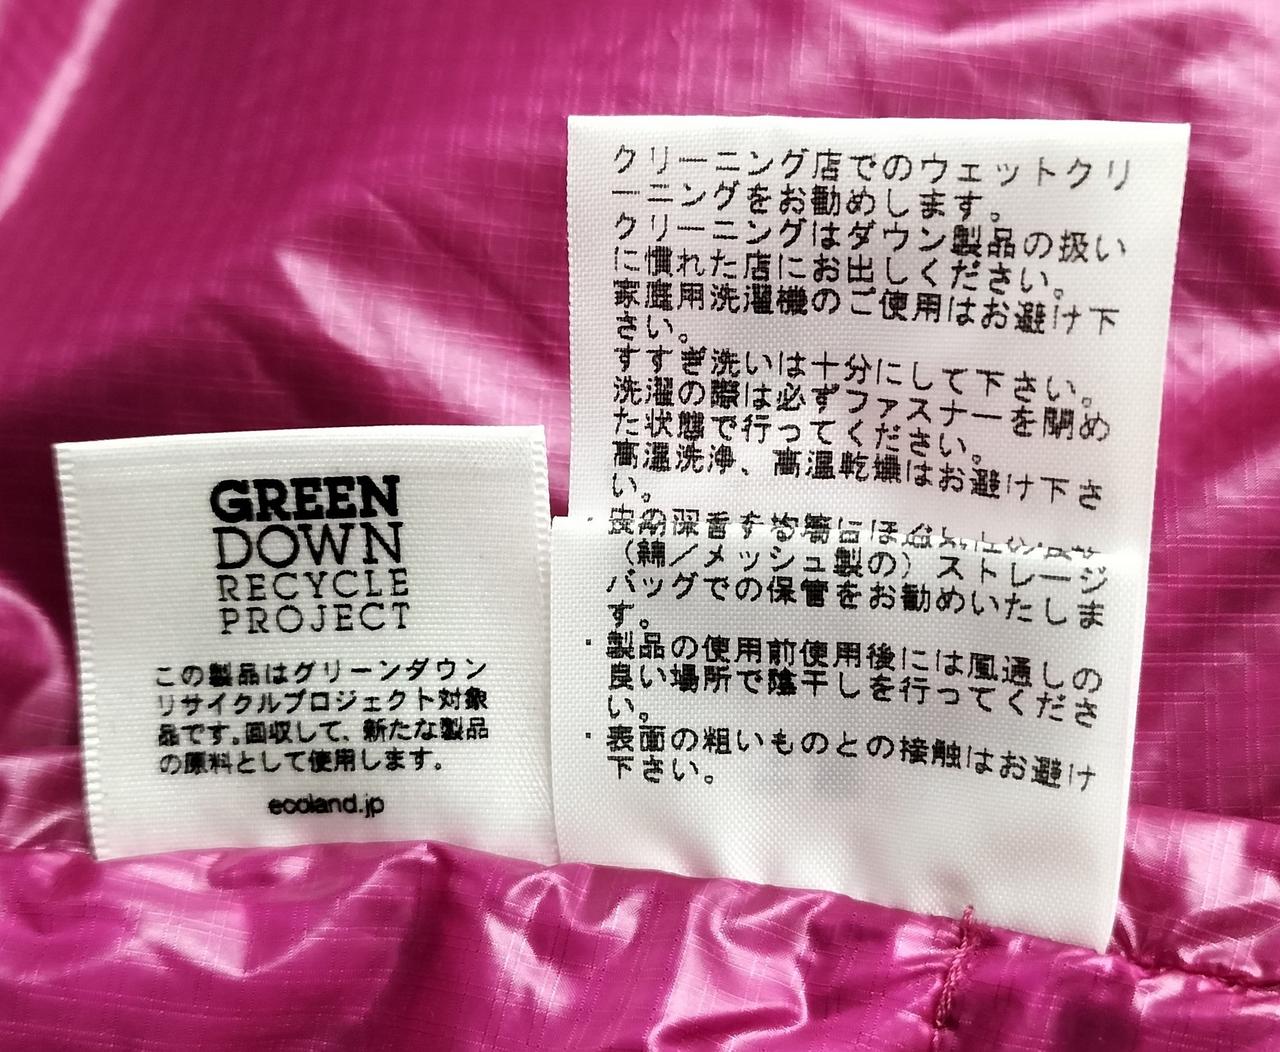 GREEN
DOWN
RECYCLE
PROJECT
この製品はグリーンダウン
リサイクルプロジェクト対象
品です。回収して、新たな製品
の原料として使用します。
ecoland.jp
クリーニング店でのウェットクリ
ーニングをお勧めします。
クリーニングはダウン製品の扱い
に慣れた店にお出しください。
家庭用洗濯機のご使用はお避け下
さい。
すすぎ洗いは十分にして下さい。
洗濯の際は必ずファスナーを閉め
た状態で行ってください。
高温洗浄、高温乾燥はお避け下さ
い。
（綿／メッシュ製の）ストレージ
バッグでの保管をお勧めいたしま
す。
・製品の使用前使用後には風通しの
良い場所で陰干しを行ってくださ
い。
・表面の粗いものとの接触はお避け
下さい。